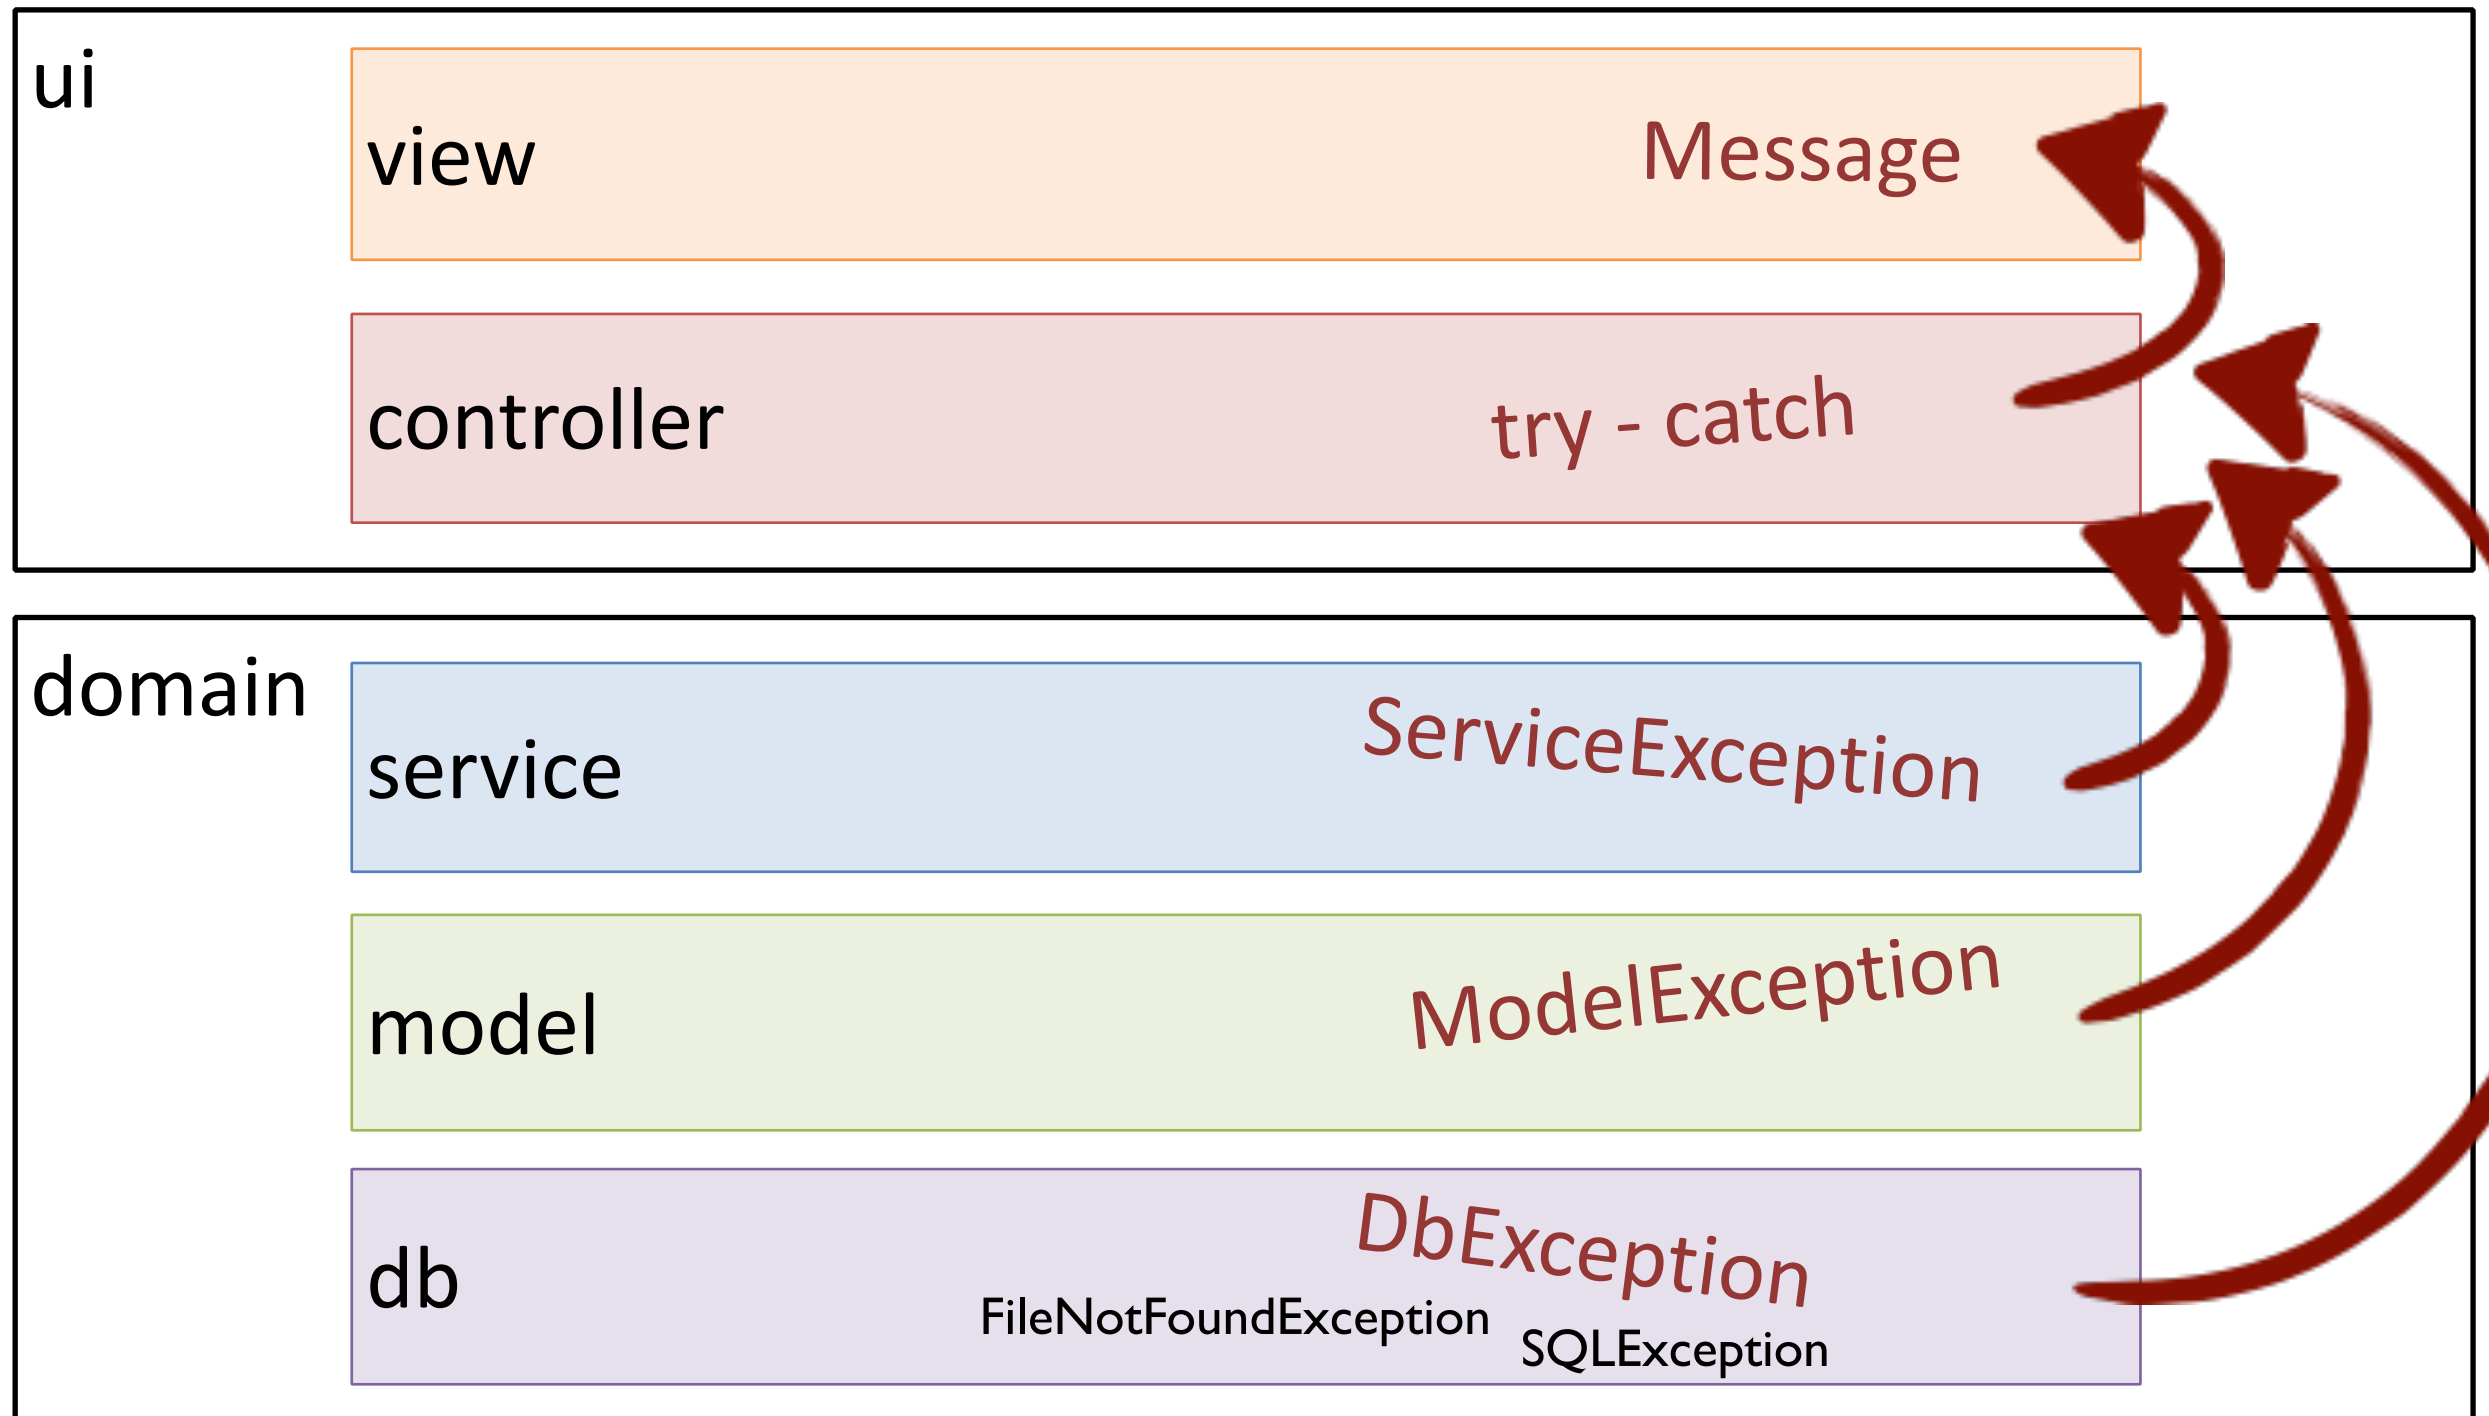 ui
view
Message
controller
try - catch
domain
service
ServiceException
model
ModelException
db
DbException
FileNotFoundException
SQLException